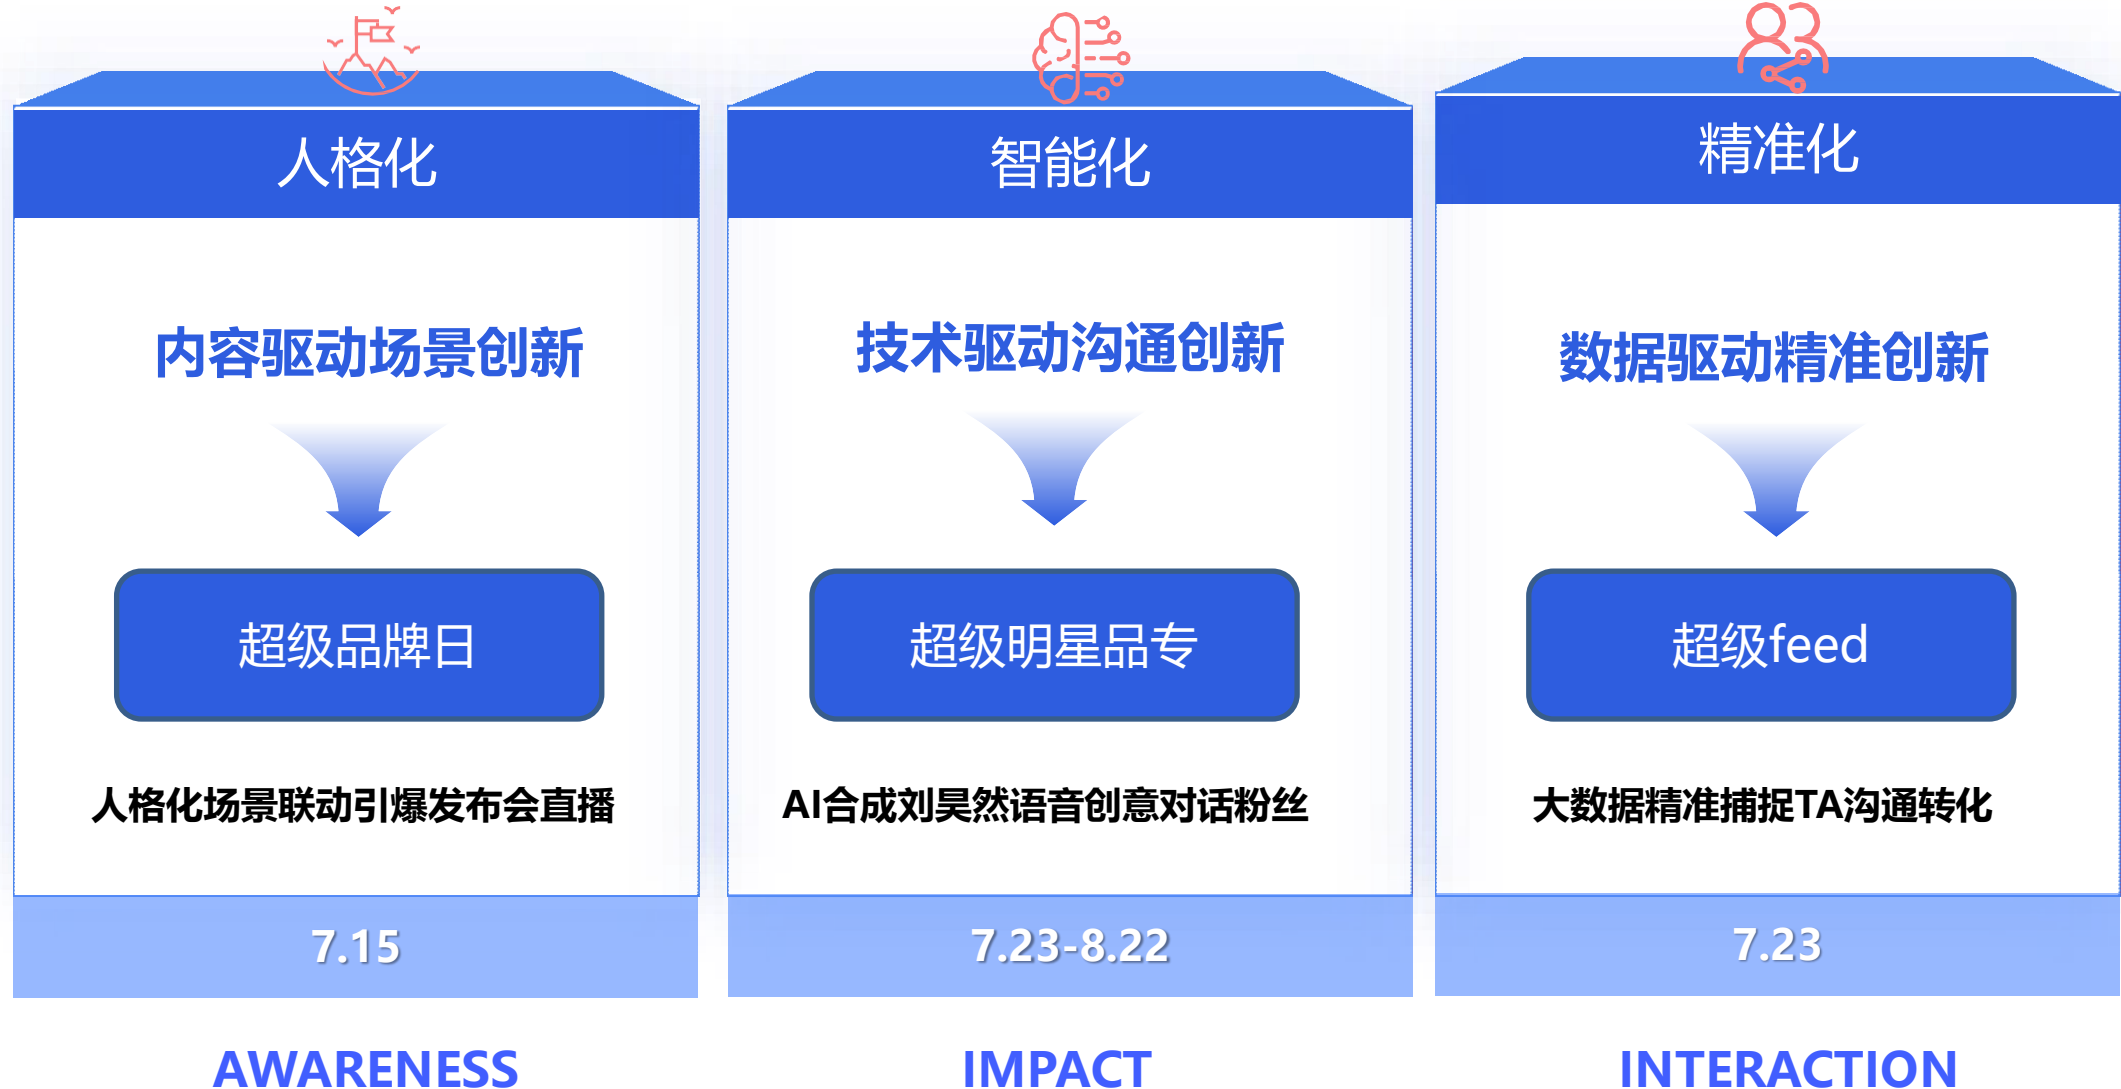 人格化
内容驱动场景创新
超级品牌日
人格化场景联动引爆发布会直播
7.15
AWARENESS
智能化
技术驱动沟通创新
超级明星品专
AI合成刘昊然语音创意对话粉丝
7.23-8.22
IMPACT
精准化
数据驱动精准创新
超级feed
大数据精准捕捉TA沟通转化
7.23
INTERACTION